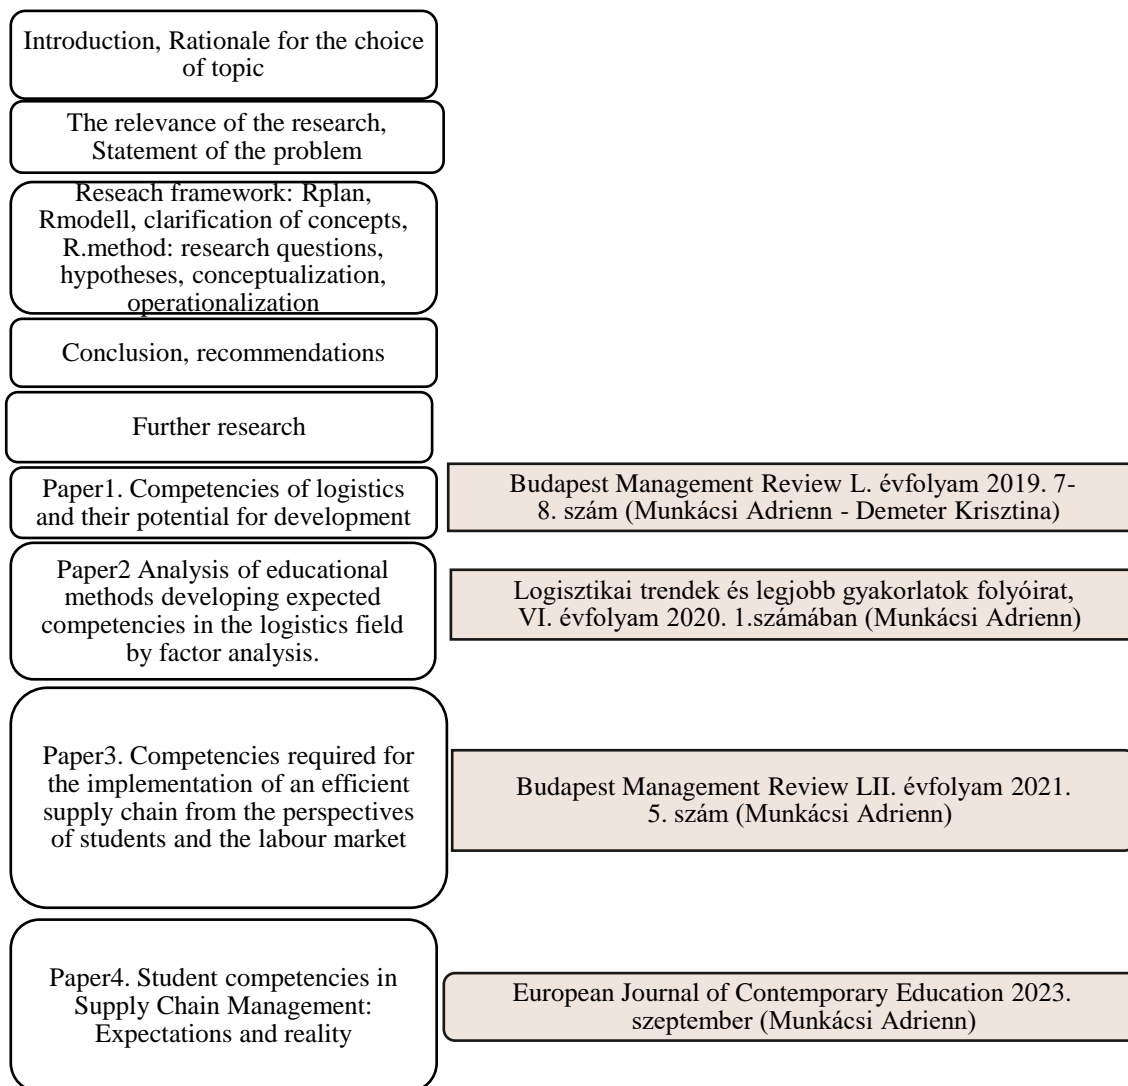 Introduction, Rationale for the choice
of topic
The relevance of the research,
Statement of the problem
Reseach framework: Rplan,
Rmodell, clarification of concepts,
R.method: research questions,
hypotheses, conceptualization,
operationalization
Conclusion, recommendations
Further research
Paper1. Competencies of logistics
and their potential for development
Budapest Management Review L. évfolyam 2019. 7-
8. szám (Munkácsi Adrienn - Demeter Krisztina)
Paper2 Analysis of educational
methods developing expected
competencies in the logistics field
by factor analysis.
Logisztikai trendek és legjobb gyakorlatok folyóirat,
VI. évfolyam 2020. 1.számában (Munkácsi Adrienn)
Paper3. Competencies required for
the implementation of an efficient
supply chain from the perspectives
of students and the labour market
Budapest Management Review LII. évfolyam 2021.
5. szám (Munkácsi Adrienn)
Paper4. Student competencies in
Supply Chain Management:
Expectations and reality
European Journal of Contemporary Education 2023.
szeptember (Munkácsi Adrienn)